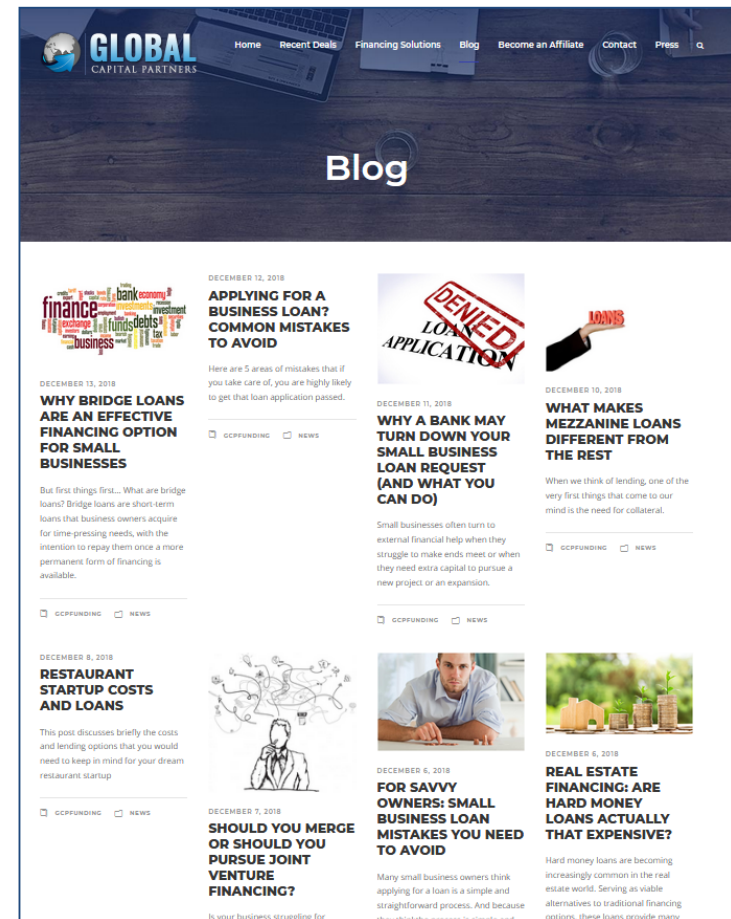 GLOBAL
CAPITAL PARTNERS
Home Recent Deals Financing Solutions Blog Become an Affiliate Contact Press
Blog
finance
bank
economy
investments
investment
exchange
funds
debts
tax
business
DECEMBER 13, 2018
WHY BRIDGE LOANS
ARE AN EFFECTIVE
FINANCING OPTION
FOR SMALL
BUSINESSES
But first things first... What are bridge
loans? Bridge loans are short-term
loans that business owners acquire
for time-pressing needs, with the
intention to repay them once a more
permanent form of financing is
available.
GCPFUNDING NEWS
DECEMBER 12, 2018
APPLYING FOR A
BUSINESS LOAN?
COMMON MISTAKES
TO AVOID
Here are 5 areas of mistakes that if
you take care of, you are highly likely
to get that loan application passed.
GCPFUNDING NEWS
DENIED
LOAN
APPLICATION
DECEMBER 11, 2018
WHY A BANK MAY
TURN DOWN YOUR
SMALL BUSINESS
LOAN REQUEST
(AND WHAT YOU
CAN DO)
Small businesses often turn to
external financial help when they
struggle to make ends meet or when
they need extra capital to pursue a
new project or an expansion.
GCPFUNDING NEWS
LOANS
DECEMBER 10, 2018
WHAT MAKES
MEZZANINE LOANS
DIFFERENT FROM
THE REST
When we think of lending, one of the
very first things that come to our
mind is the need for collateral.
GCPFUNDING NEWS
DECEMBER 8, 2018
RESTAURANT
STARTUP COSTS
AND LOANS
This post discusses briefly the costs
and lending options that you would
need to keep in mind for your dream
restaurant startup
GCPFUNDING NEWS
DECEMBER 7, 2018
SHOULD YOU MERGE
OR SHOULD YOU
PURSUE JOINT
VENTURE
FINANCING?
Is your business struggling for
DECEMBER 6, 2018
FOR SAVVY
OWNERS: SMALL
BUSINESS LOAN
MISTAKES YOU NEED
TO AVOID
Many small business owners think
applying for a loan is a simple and
straightforward process. And because
DECEMBER 6, 2018
REAL ESTATE
FINANCING: ARE
HARD MONEY
LOANS ACTUALLY
THAT EXPENSIVE?
Hard money loans are becoming
increasingly common in the real
estate world. Serving as viable
alternatives to traditional financing
options, these loans provide many